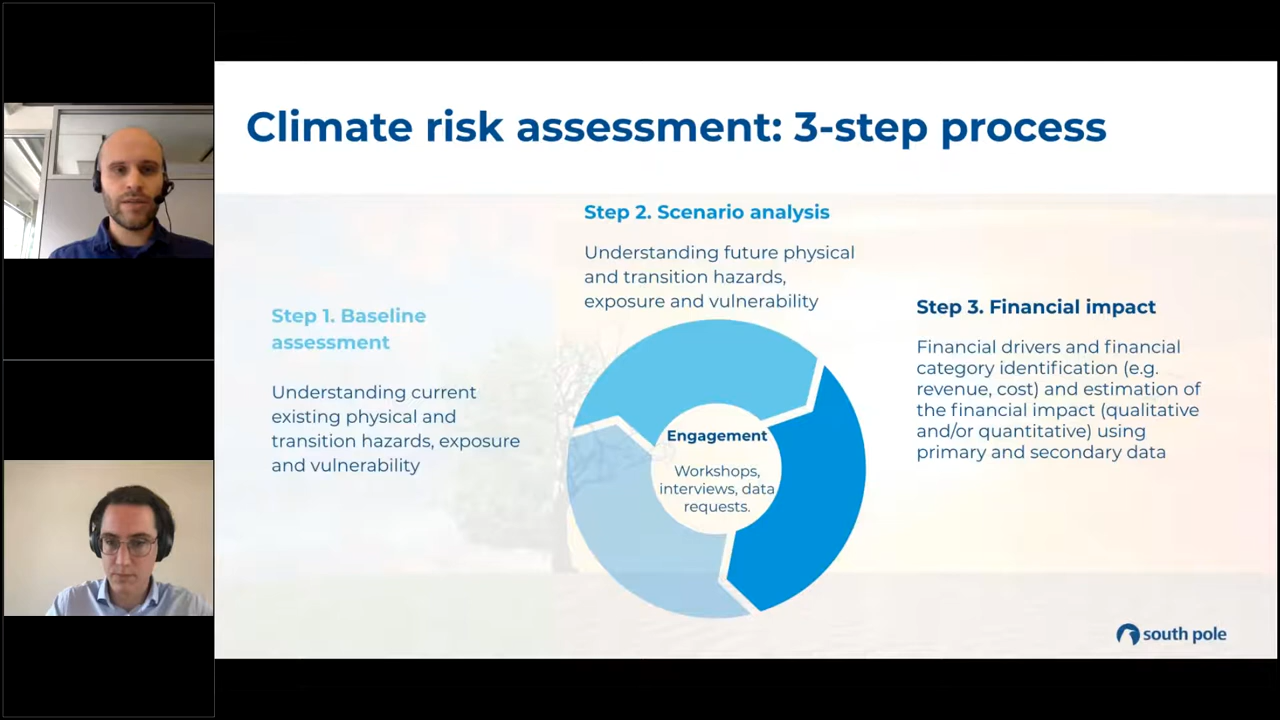 Climate risk assessment: 3-step process
Step 1. Baseline
assessment
Understanding current
existing physical and
transition hazards, exposure
and vulnerability
Step 2. Scenario analysis
Understanding future physical
and transition hazards,
exposure and vulnerability
Engagement
Workshops,
interviews, data
requests.
Step 3. Financial impact
Financial drivers and financial
category identification (e.g.
revenue, cost) and estimation of
the financial impact (qualitative
and/or quantitative) using
primary and secondary data
south pole